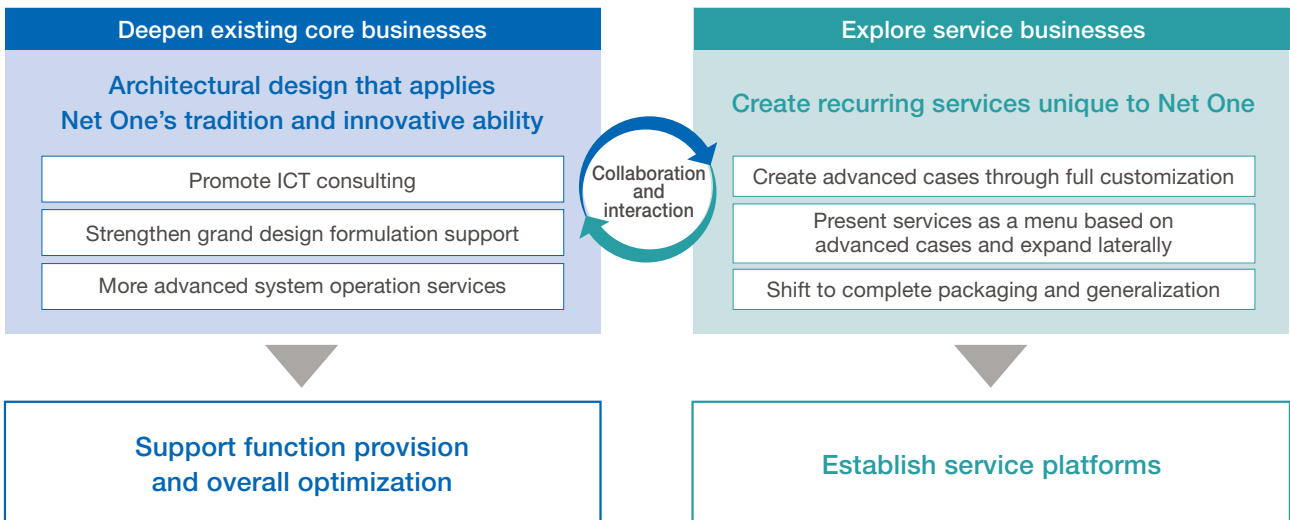 Deepen existing core businesses
Architectural design that applies
Net One's tradition and innovative ability
Promote ICT consulting
Strengthen grand design formulation support
More advanced system operation services
Collaboration
and
interaction
Explore service businesses
Create recurring services unique to Net One
Create advanced cases through full customization
Present services as a menu based on
advanced cases and expand laterally
Shift to complete packaging and generalization
Support function provision
and overall optimization
Establish service platforms